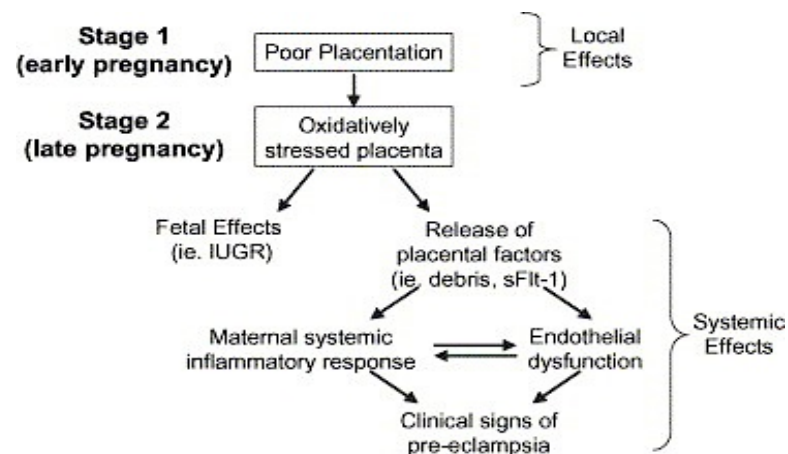 Stage 1
(early pregnancy)
Poor Placentation
Local
Effects
Stage 2
(late pregnancy)
Oxidatively
stressed placenta
Fetal Effects
(ie. IUGR)
Release of
placental factors
(ie. debris, sFlt-1)
Maternal systemic
inflammatory response
Endothelial
dysfunction
Systemic
Effects
Clinical signs of
pre-eclampsia